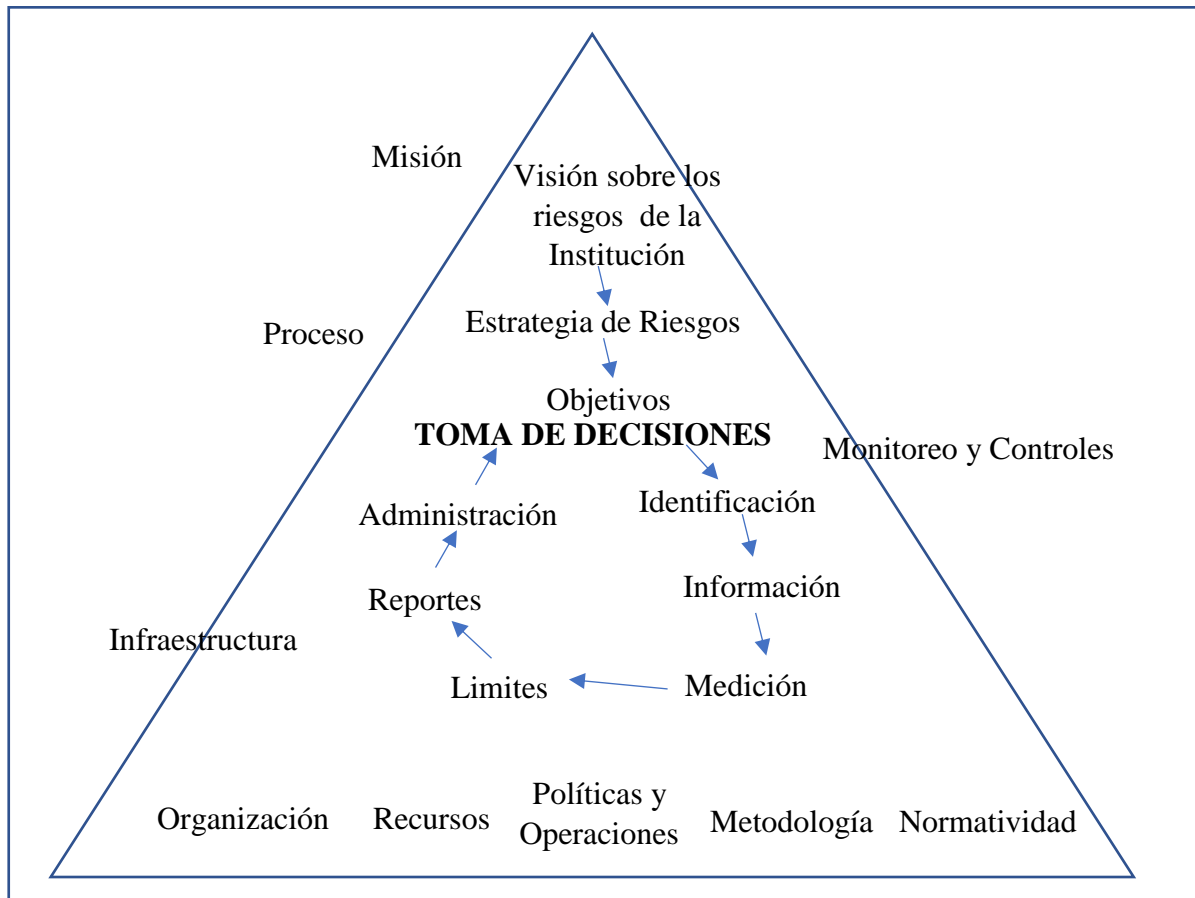 Misión
Visión sobre los
riesgos de la
Institución
Proceso
Estrategia de Riesgos
Objetivos
TOMA DE DECISIONES
Monitoreo y Controles
Administración
Identificación
Reportes
Información
Infraestructura
Limites
Medición
Organización
Recursos
Políticas y
Operaciones
Metodología
Normatividad